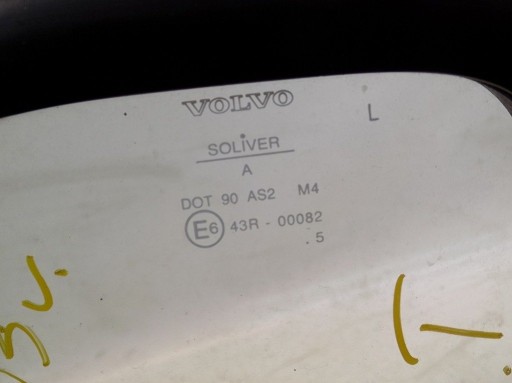 VOLVO
L
SOLIVER
A
DOT 90 AS2 M4
E6 43R - 00082
. 5